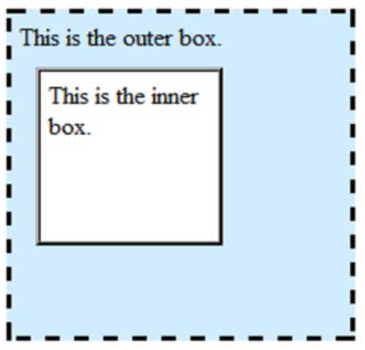 This is the outer box.
This is the inner
box.